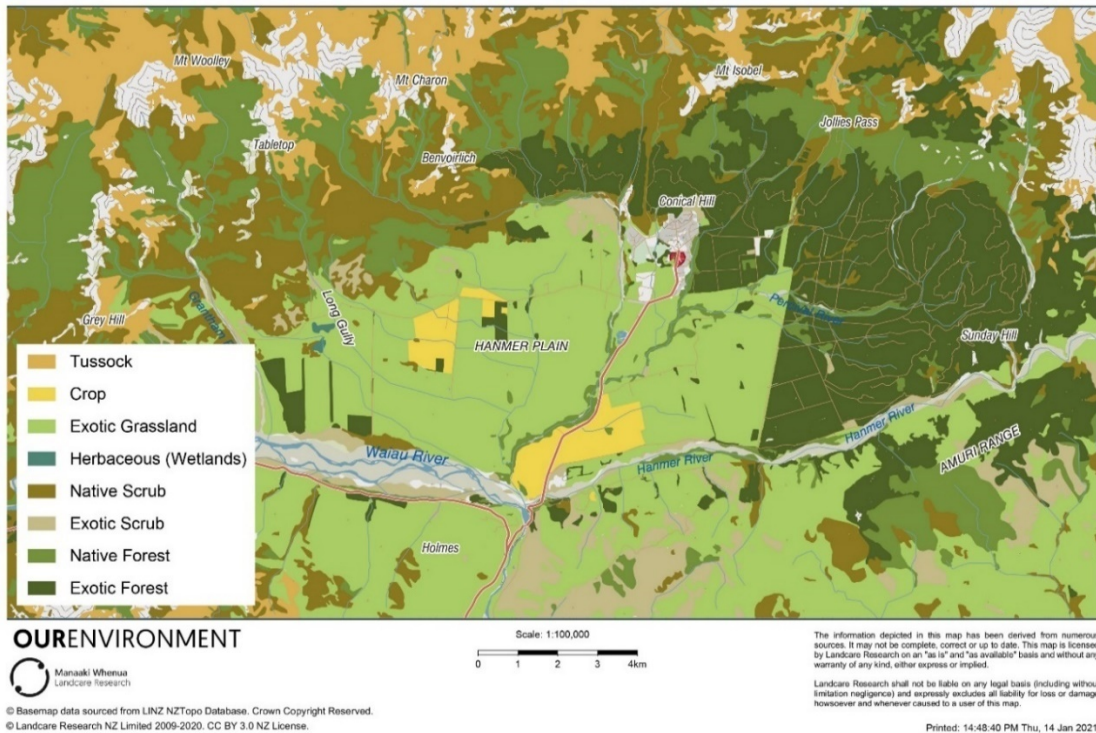 Mt Woolley
Mt Charon
Mt Isobel
Jollies Pass
Tabletop
Benvoirlich
Conical Hill
Long Gully
Grey Hill
HANMER PLAIN
Sunday Hill
Waiau River
Hanmer River
Hanmer River
AMURI RANGE
Holmes
Tussock
Crop
Exotic Grassland
Herbaceous (Wetlands)
Native Scrub
Exotic Scrub
Native Forest
Exotic Forest
OURENVIRONMENT
Manaaki Whenua
Landcare Research
© Basemap data sourced from LINZ NZTopo Database. Crown Copyright Reserved.
© Landcare Research NZ Limited 2009-2020. CC BY 3.0 NZ License.
Scale: 1:100,000
0 1 2 3 4km
The information depicted in this map has been derived from numerous
sources. It may not be complete, correct or up to date. This map is licensed
by Landcare Research on an "as is" and "as available" basis and without any
warranty of any kind, either express or implied.
Landcare Research shall not be liable on any legal basis (including without
limitation negligence) and expressly excludes all liability for loss or damage
howsoever and whenever caused to a user of this map.
Printed: 14:48:40 PM Thu, 14 Jan 2021